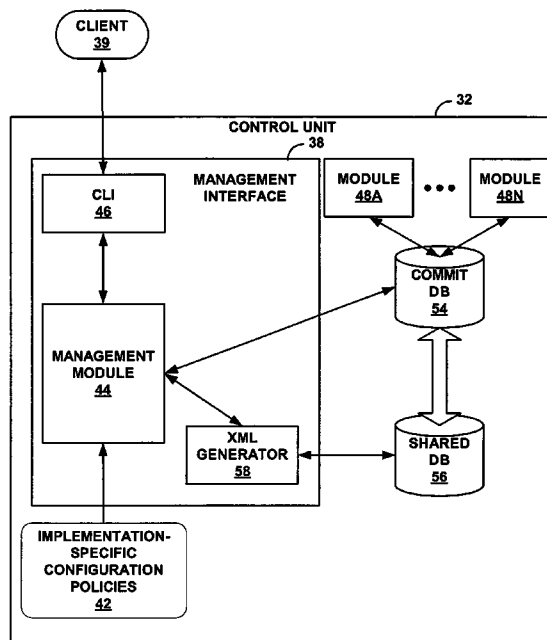 CLIENT
39
32
CONTROL UNIT
38
MANAGEMENT
INTERFACE
CLI
46
MODULE
48A
MODULE
48N
COMMIT
DB
54
MANAGEMENT
MODULE
44
XML
GENERATOR
58
SHARED
DB
56
IMPLEMENTATION-
SPECIFIC
CONFIGURATION
POLICIES
42